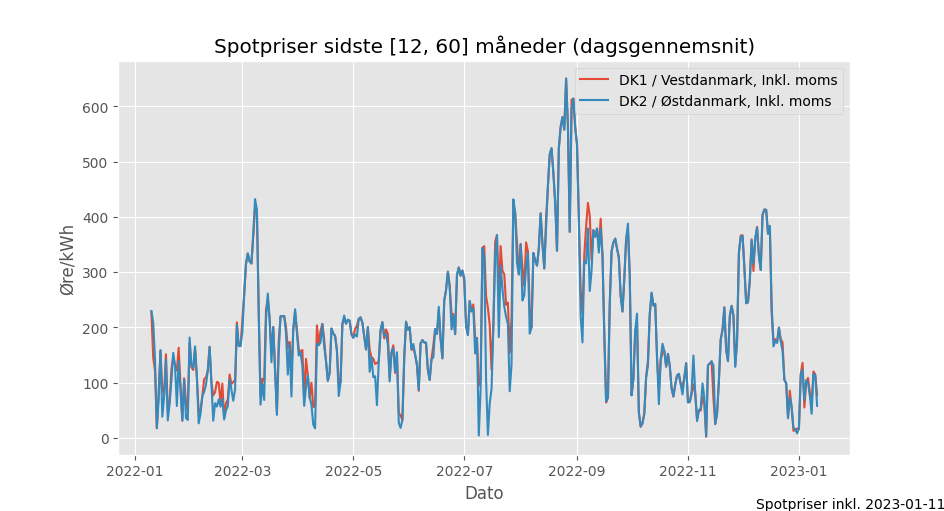 Spotpriser sidste [12, 60] måneder (dagsgennemsnit)
DK1 / Vestdanmark, Inkl. moms
DK2 / Østdanmark, Inkl. moms
Øre/kWh
600
500
400
300
200
100
0
2022-01 2022-03 2022-05 2022-07 2022-09 2022-11 2023-01
Dato
Spotpriser inkl. 2023-01-11